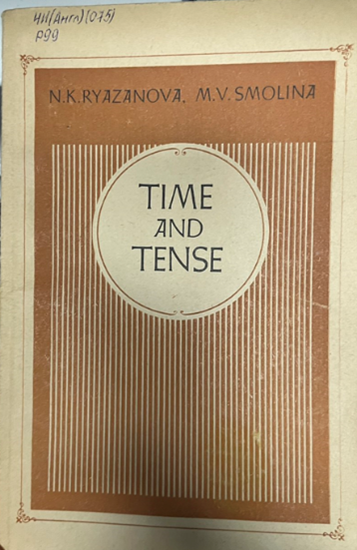 4И(Англ)(075)
Р99
N.K.RYAZANOVA, M.V.SMOLINA
TIME
AND
TENSE